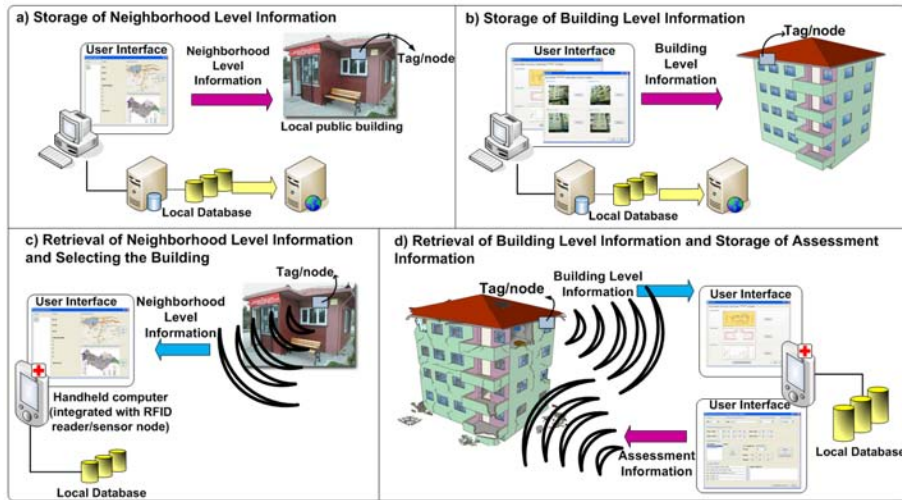 a) Storage of Neighborhood Level Information
User Interface
Neighborhood
Level
Information
Tag/node
Local public building
Local Database
b) Storage of Building Level Information
User Interface
Building
Level
Information
Tag/node
Local Database
c) Retrieval of Neighborhood Level Information
and Selecting the Building
Tag/node
User Interface
Neighborhood
Level
Information
Handheld computer
(integrated with RFID
reader/sensor node)
Local Database
d) Retrieval of Building Level Information and Storage of Assessment
Information
Building Level
Information
Tag/node
User Interface
User Interface
Assessment
Information
Local Database